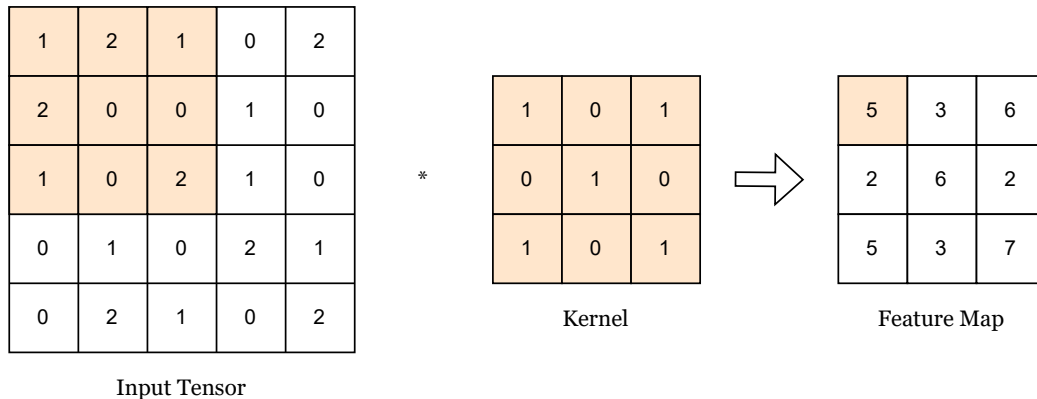 1 2 1 0 2
2 0 0 1 0
1 0 2 1 0
0 1 0 2 1
0 2 1 0 2
Input Tensor
*
1 0 1
0 1 0
1 0 1
Kernel
5 3 6
2 6 2
5 3 7
Feature Map